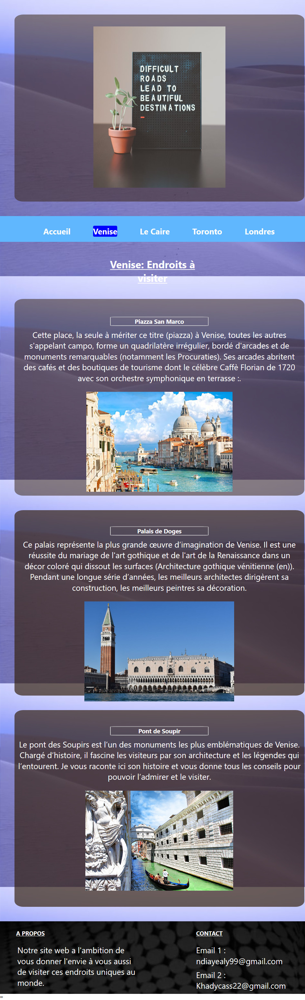 DIFFICULT
ROADS
LEAD TO
BEAUTIFUL
DESTINATIONS
Accueil Venise Le Caire Toronto Londres
Venise: Endroits à
visiter
Piazza San Marco
Cette place, la seule à mériter ce titre (piazza) à Venise, toutes les autres
s'appelant campo, forme un quadrilatère irrégulier, bordé d'arcades et de
monuments remarquables (notamment les Procuraties). Ses arcades abritent
des cafés et des boutiques de tourisme dont le célèbre Caffè Florian de 1720
avec son orchestre symphonique en terrasse :.
Palais de Doges
Ce palais représente la plus grande œuvre d’imagination de Venise. Il est une
réussite du mariage de l'art gothique et de l'art de la Renaissance dans un
décor coloré qui dissout les surfaces (Architecture gothique vénitienne (en)).
Pendant une longue série d’années, les meilleurs architectes dirigèrent sa
construction, les meilleurs peintres sa décoration.
Pont de Soupir
Le pont des Soupirs est l’un des monuments les plus emblématiques de Venise.
Chargé d’histoire, il fascine les visiteurs par son architecture et les légendes qui
l’entourent. Je vous raconte ici son histoire et vous donne tous les conseils pour
pouvoir l’admirer et le visiter.
A PROPOS
Notre site web a l'ambition de
vous donner l'envie à vous aussi
de visiter ces endroits uniques au
monde.
CONTACT
Email 1 :
ndiayealy99@gmail.com
Email 2 :
Khadycass22@gmail.com
=